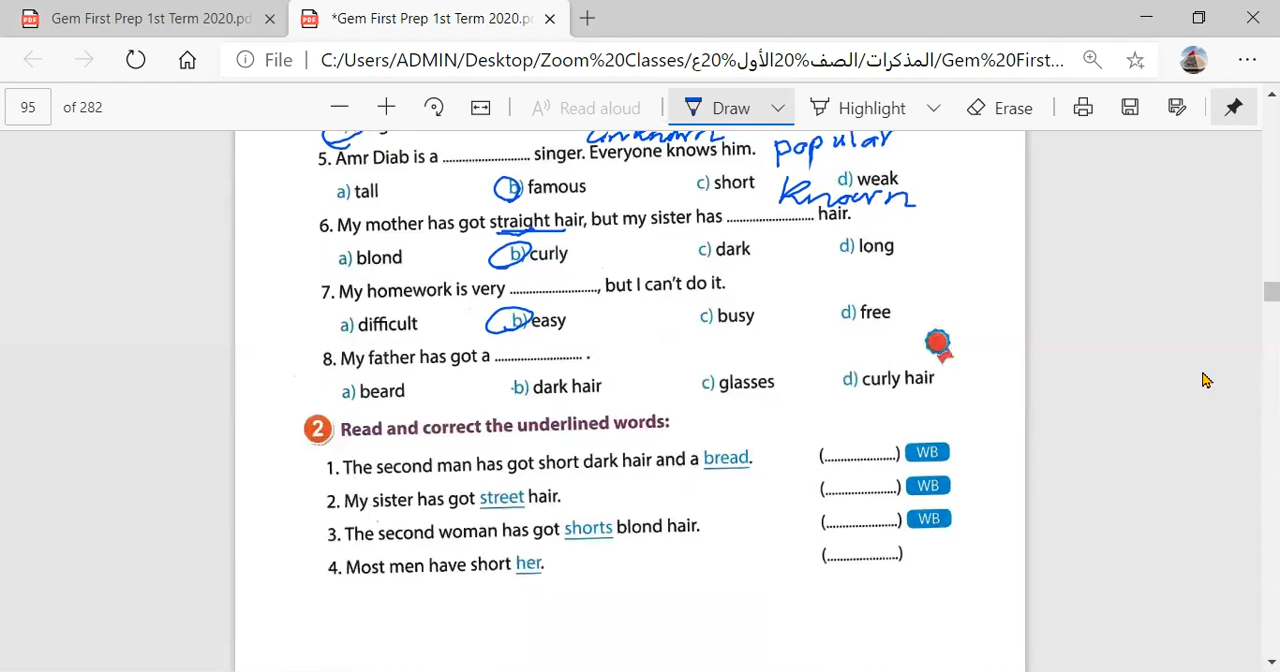 Gem First Prep 1st Term 2020.pd
*Gem First Prep 1st Term 2020.pd
File
C:/Users/ADMIN/Desktop/Zoom%20Classes/المذكرات/الصف%20الأول%20ع/Gem%20First...
95 of 282
A Read aloud
Draw
Highlight
Erase
unknown
popular
5. Amr Diab is a .............................. singer. Everyone knows him.
a) tall
b) famous
c) short
d) weak
known
6. My mother has got straight hair, but my sister has .............................. hair.
a) blond
b) curly
c) dark
d) long
7. My homework is very .............................., but I can't do it.
a) difficult
b) easy
c) busy
d) free
8. My father has got a .............................. .
a) beard
b) dark hair
c) glasses
d) curly hair
2 Read and correct the underlined words:
1. The second man has got short dark hair and a bread. (........................) WB
2. My sister has got street hair. (........................) WB
3. The second woman has got shorts blond hair. (........................) WB
4. Most men have short her. (........................)